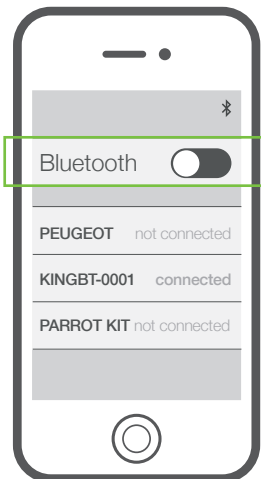 Bluetooth
PEUGEOT not connected
KINGBT-0001 connected
PARROT KIT not connected